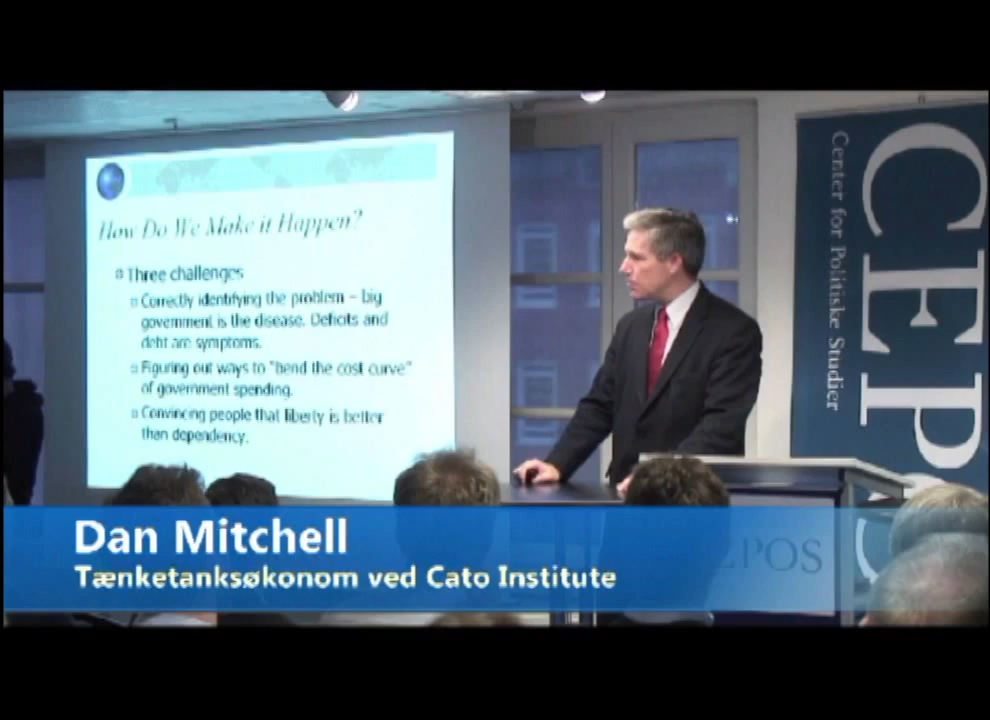 How Do We Make it Happen?
Three challenges
Correctly identifying the problem – big
government is the disease. Deficits and
debt are symptoms.
Figuring out ways to "bend the cost curve"
of government spending.
Convincing people that liberty is better
than dependency.
Center for Politiske Studier
CEP
EPOS
Dan Mitchell
Tænketanksøkonom ved Cato Institute